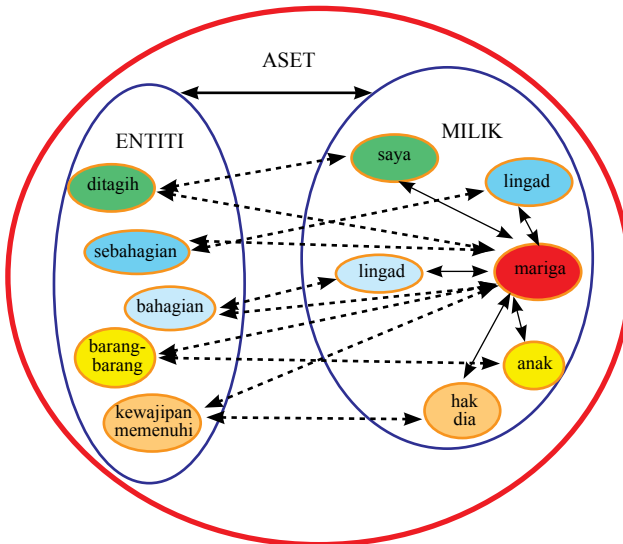 ASET
ENTITI
MILIK
ditagih
saya
lingad
sebahagian
lingad
mariga
bahagian
barang-
barang
anak
kewajipan
memenuhi
hak
dia